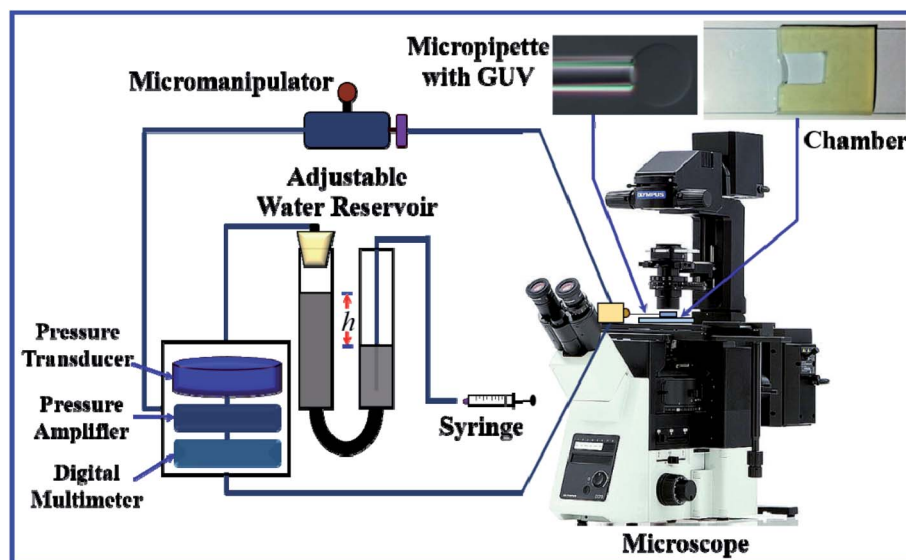 Micropipette
with GUV
Micromanipulator
Chamber
OLYMPUS
Adjustable
Water Reservoir
h
Pressure
Transducer
Pressure
Amplifier
Digital
Multimeter
Syringe
Microscope